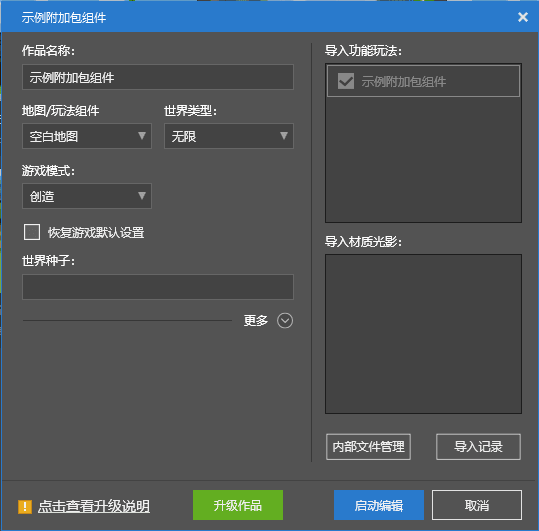 示例附加包组件
作品名称:
示例附加包组件
地图/玩法组件
世界类型:
空白地图
无限
游戏模式:
创造
恢复游戏默认设置
世界种子:
更多
导入功能玩法:
示例附加包组件
导入材质光影:
内部文件管理
导入记录
点击查看升级说明
升级作品
启动编辑
取消